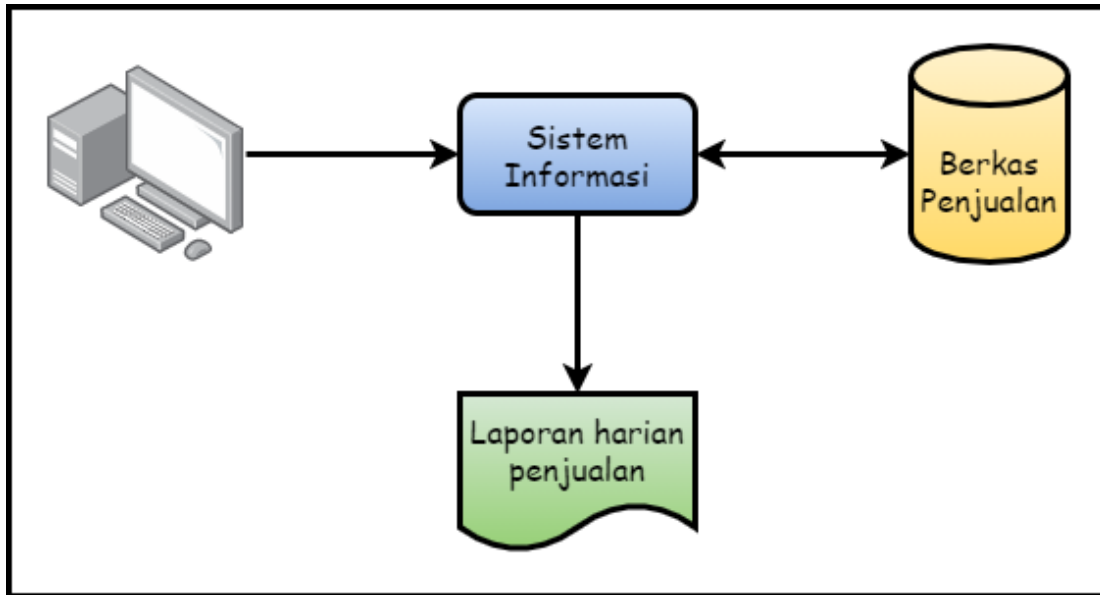 Sistem
Informasi
Berkas
Penjualan
Laporan harian
penjualan